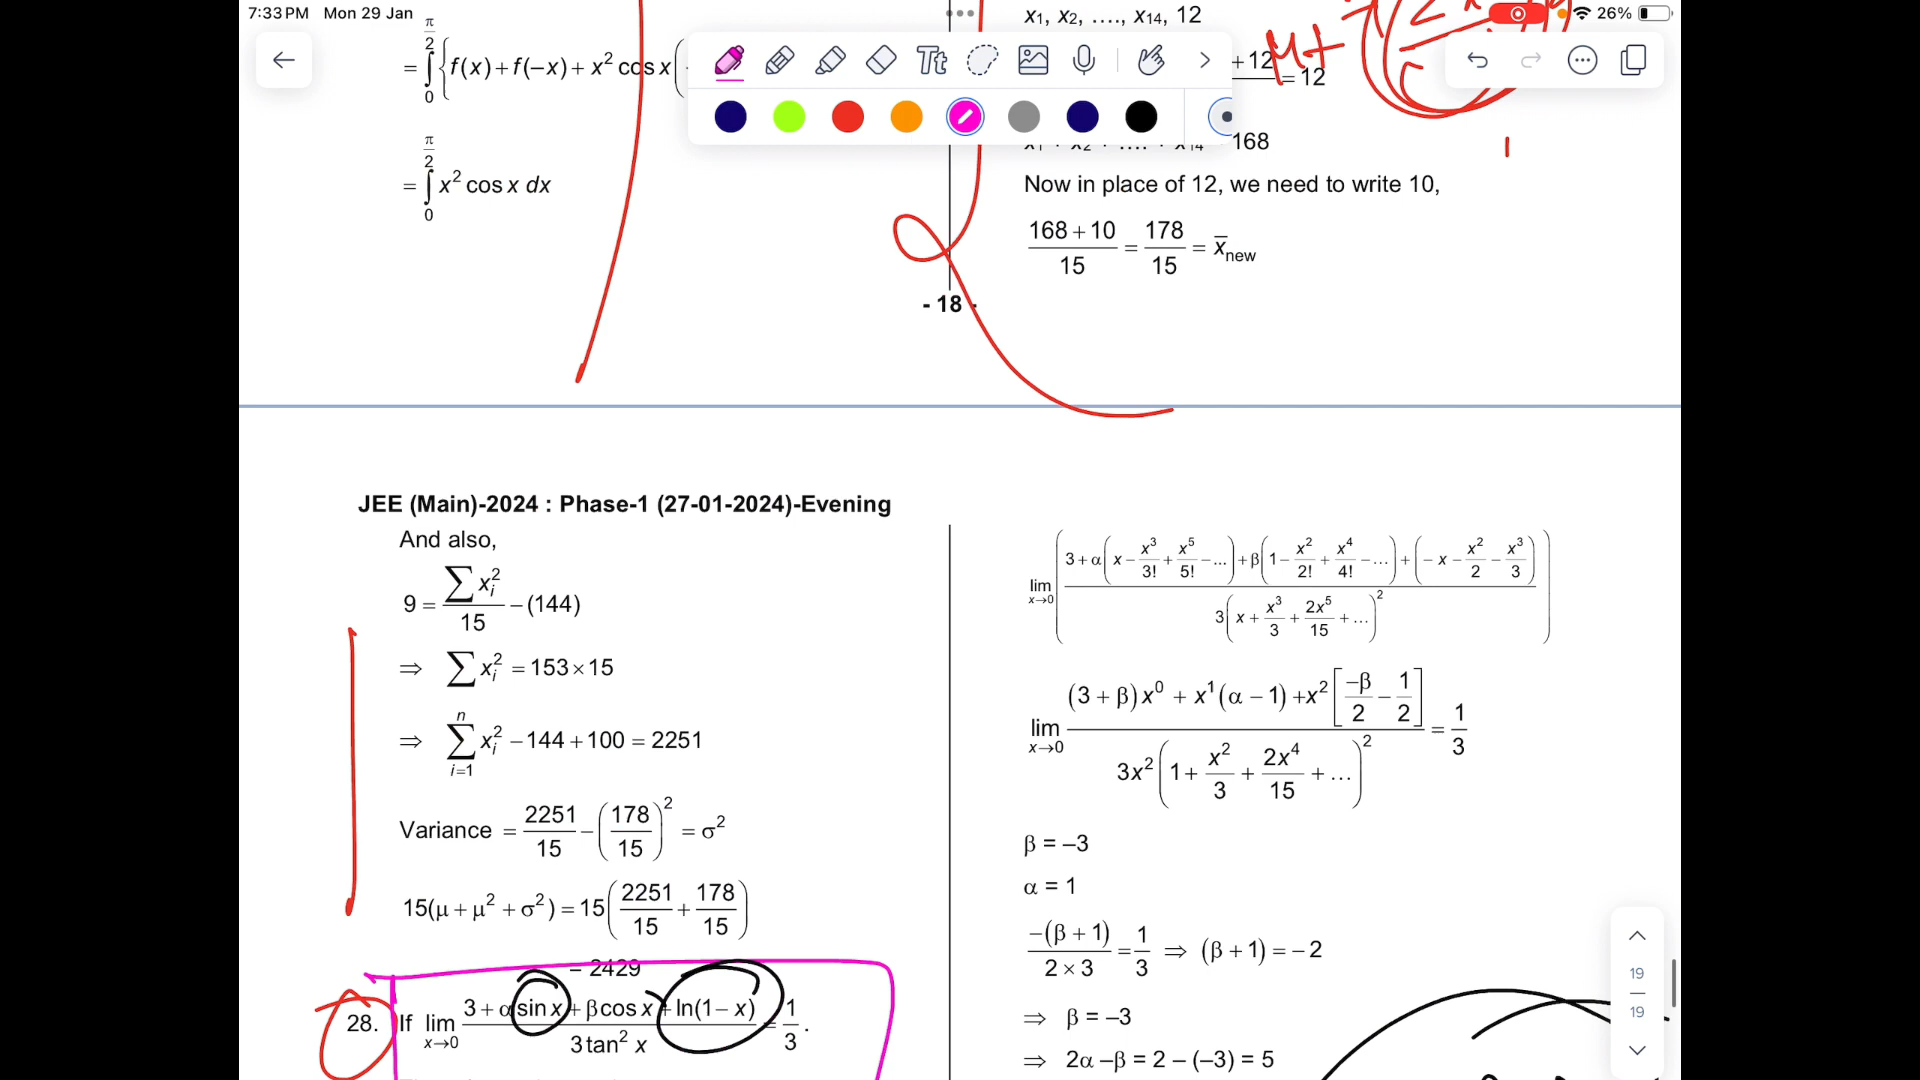 7:33 PM Mon 29 Jan
26%
= ∫₀^{π/2} { f(x) + f(−x) + x² cos x (
= ∫₀^{π/2} x² cos x dx
x₁, x₂, …., x₁₄, 12
+ 12
= 12
168
Now in place of 12, we need to write 10,
(168 + 10)/15 = 178/15 = x̄_new
- 18 -
JEE (Main)-2024 : Phase-1 (27-01-2024)-Evening
And also,
9 = ∑x_i²/15 − (144)
⇒ ∑x_i² = 153 × 15
⇒ ∑_{i=1}^{n} x_i² − 144 + 100 = 2251
Variance = 2251/15 − (178/15)² = σ²
15(μ + μ² + σ²) = 15(2251/15 + 178/15)
= 2429
28. If lim_{x→0} (3 + α sin x + β cos x + ln(1 − x))/(3 tan² x) = 1/3.
lim_{x→0} ( (3 + α(x − x³/3! + x⁵/5! − ...) + β(1 − x²/2! + x⁴/4! − ...) + (−x − x²/2 − x³/3)) / (3(x + x³/3 + 2x⁵/15 + ...)²) )
lim_{x→0} ((3 + β)x⁰ + x¹(α − 1) + x²[−β/2 − 1/2]) / (3x²(1 + x²/3 + 2x⁴/15 + ...)²) = 1/3
β = –3
α = 1
−(β + 1)/(2 × 3) = 1/3 ⇒ (β + 1) = −2
⇒ β = –3
⇒ 2α –β = 2 – (–3) = 5
19
19